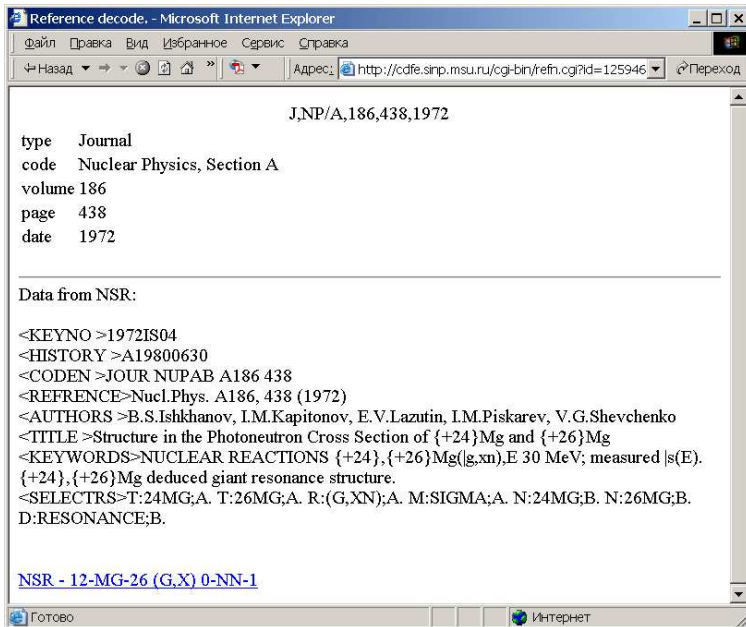 Reference decode. - Microsoft Internet Explorer
Файл Правка Вид Избранное Сервис Справка
Назад » Адрес: http://cdfe.sinp.msu.ru/cgi-bin/refn.cgi?id=125946 Переход
J,NP/A,186,438,1972
type Journal
code Nuclear Physics, Section A
volume 186
page 438
date 1972
Data from NSR:
<KEYNO >1972IS04
<HISTORY >A19800630
<CODEN >JOUR NUPAB A186 438
<REFRENCE>Nucl.Phys. A186, 438 (1972)
<AUTHORS >B.S.Ishkhanov, I.M.Kapitonov, E.V.Lazutin, I.M.Piskarev, V.G.Shevchenko
<TITLE >Structure in the Photoneutron Cross Section of {+24}Mg and {+26}Mg
<KEYWORDS>NUCLEAR REACTIONS {+24},{+26}Mg(|g,xn),E 30 MeV; measured |s(E).
{+24},{+26}Mg deduced giant resonance structure.
<SELECTRS>T:24MG;A. T:26MG;A. R:(G,XN);A. M:SIGMA;A. N:24MG;B. N:26MG;B.
D:RESONANCE;B.
NSR - 12-MG-26 (G,X) 0-NN-1
Готово Интернет